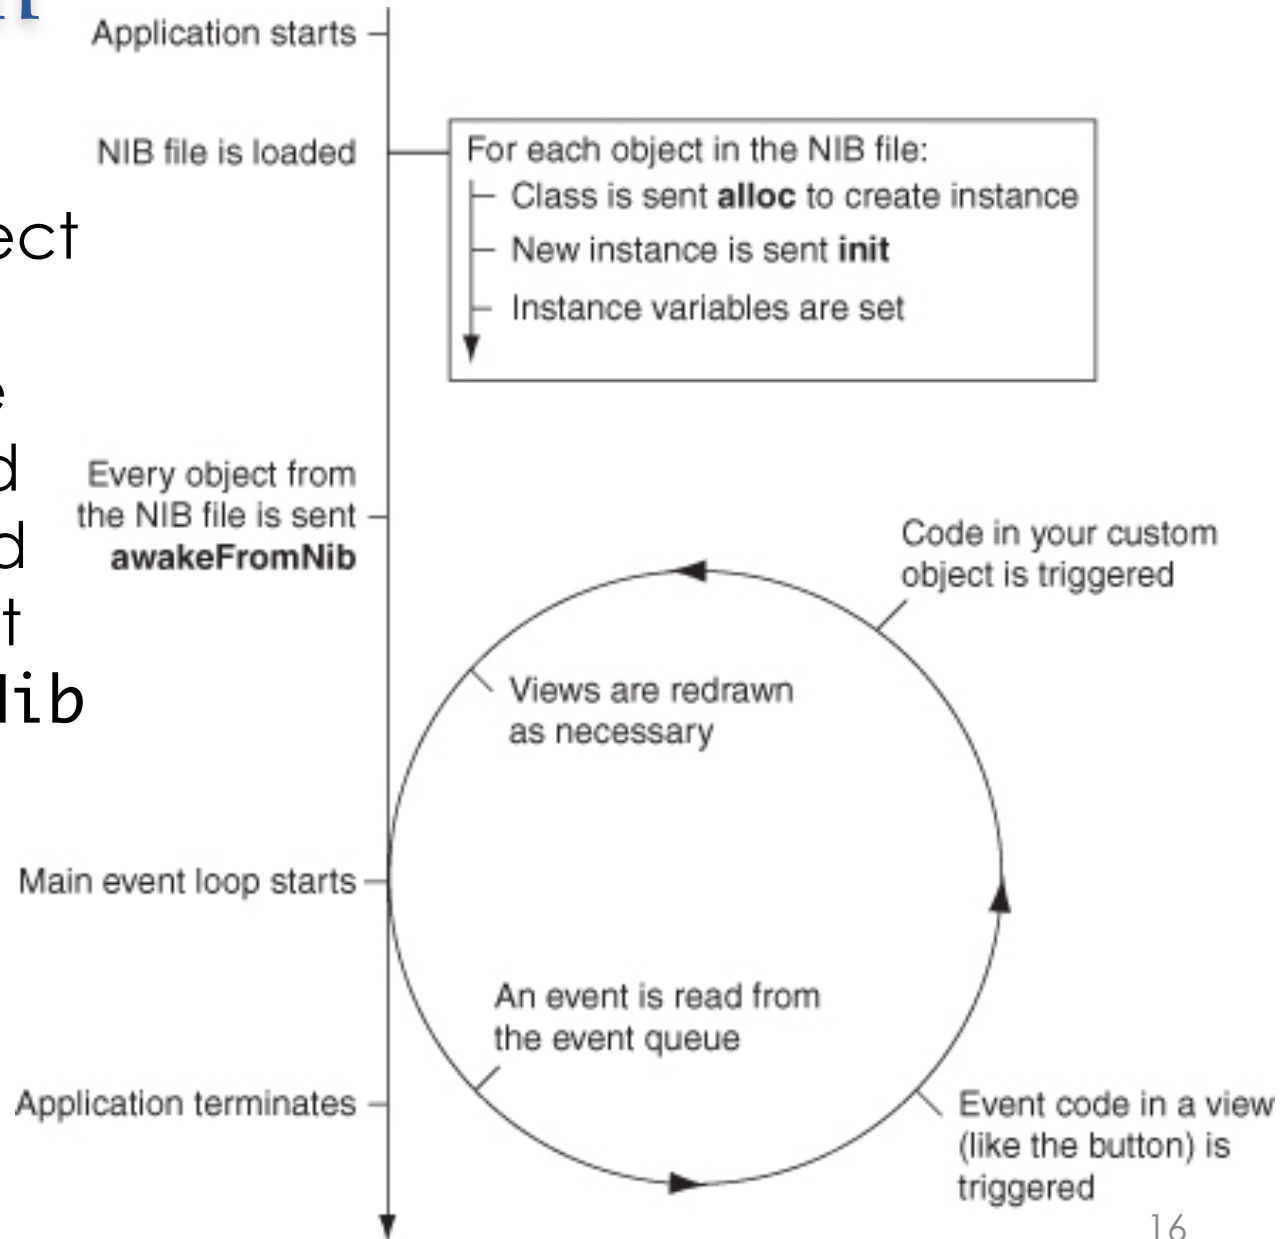 Application starts
NIB file is loaded
For each object in the NIB file:
Class is sent alloc to create instance
New instance is sent init
Instance variables are set
Every object from
the NIB file is sent
awakeFromNib
Code in your custom
object is triggered
Views are redrawn
as necessary
Main event loop starts
An event is read from
the event queue
Application terminates
Event code in a view
(like the button) is
triggered
16